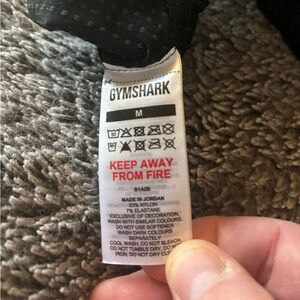 GYMSHARK
M
KEEP AWAY
FROM FIRE
B1A2B
MADE IN JORDAN
93% NYLON
7% ELASTANE
EXCLUSIVE OF DECORATION.
WASH WITH SIMILAR COLOURS.
DO NOT USE SOFTENER
WASH DARK COLOURS
SEPARATELY
COOL WASH, DO NOT BLEACH,
DO NOT TUMBLE DRY, DO NOT
IRON, DO NOT DRY CLEAN